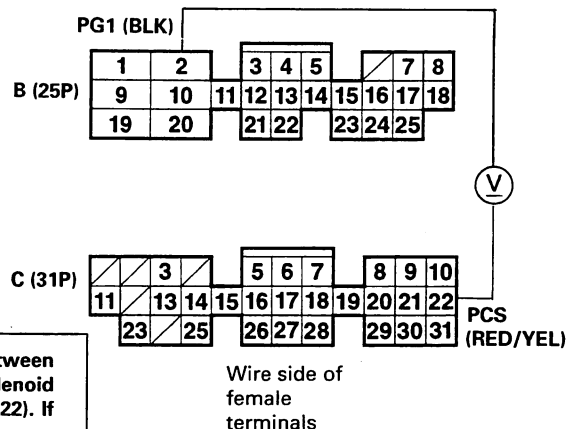 PG1 (BLK)
1 2 3 4 5 7 8
B (25P) 9 10 11 12 13 14 15 16 17 18
19 20 21 22 23 24 25
V
C (31P) 3 5 6 7 8 9 10
11 13 14 15 16 17 18 19 20 21 22
23 25 26 27 28 29 30 31
PCS
(RED/YEL)
tween
lenoid
22). If
Wire side of
female
terminals